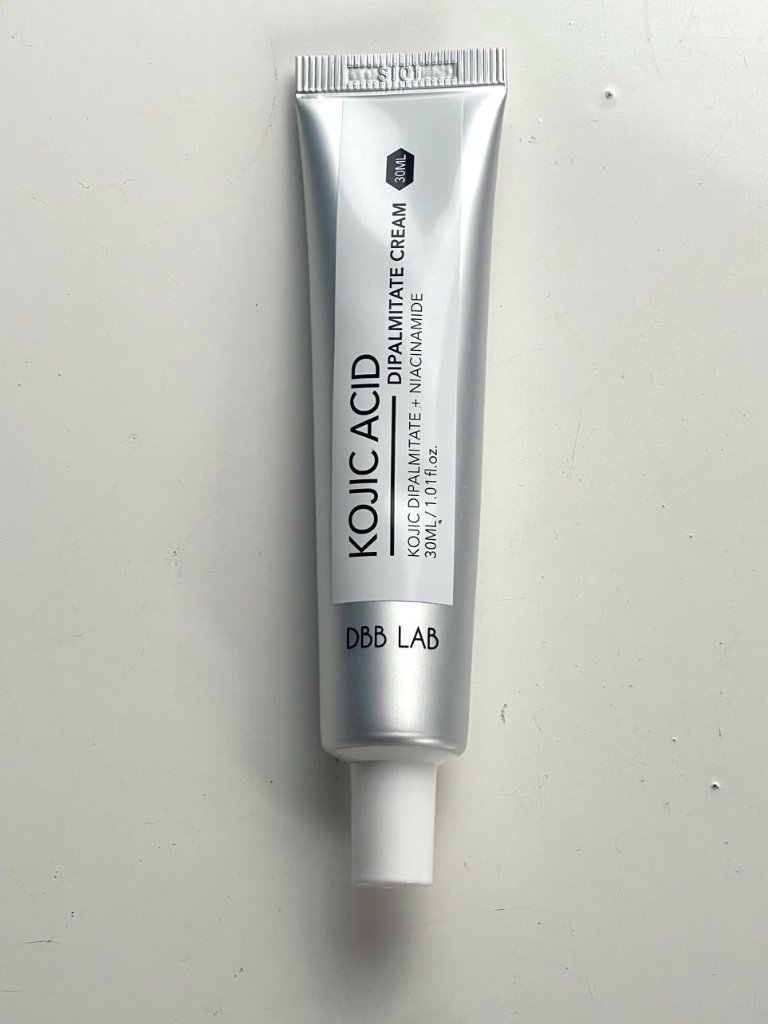 KOJIC ACID
DIPALMITATE CREAM
30ML
KOJIC DIPALMITATE + NIACINAMIDE
30ML / 1.01fl.oz.
DBB LAB